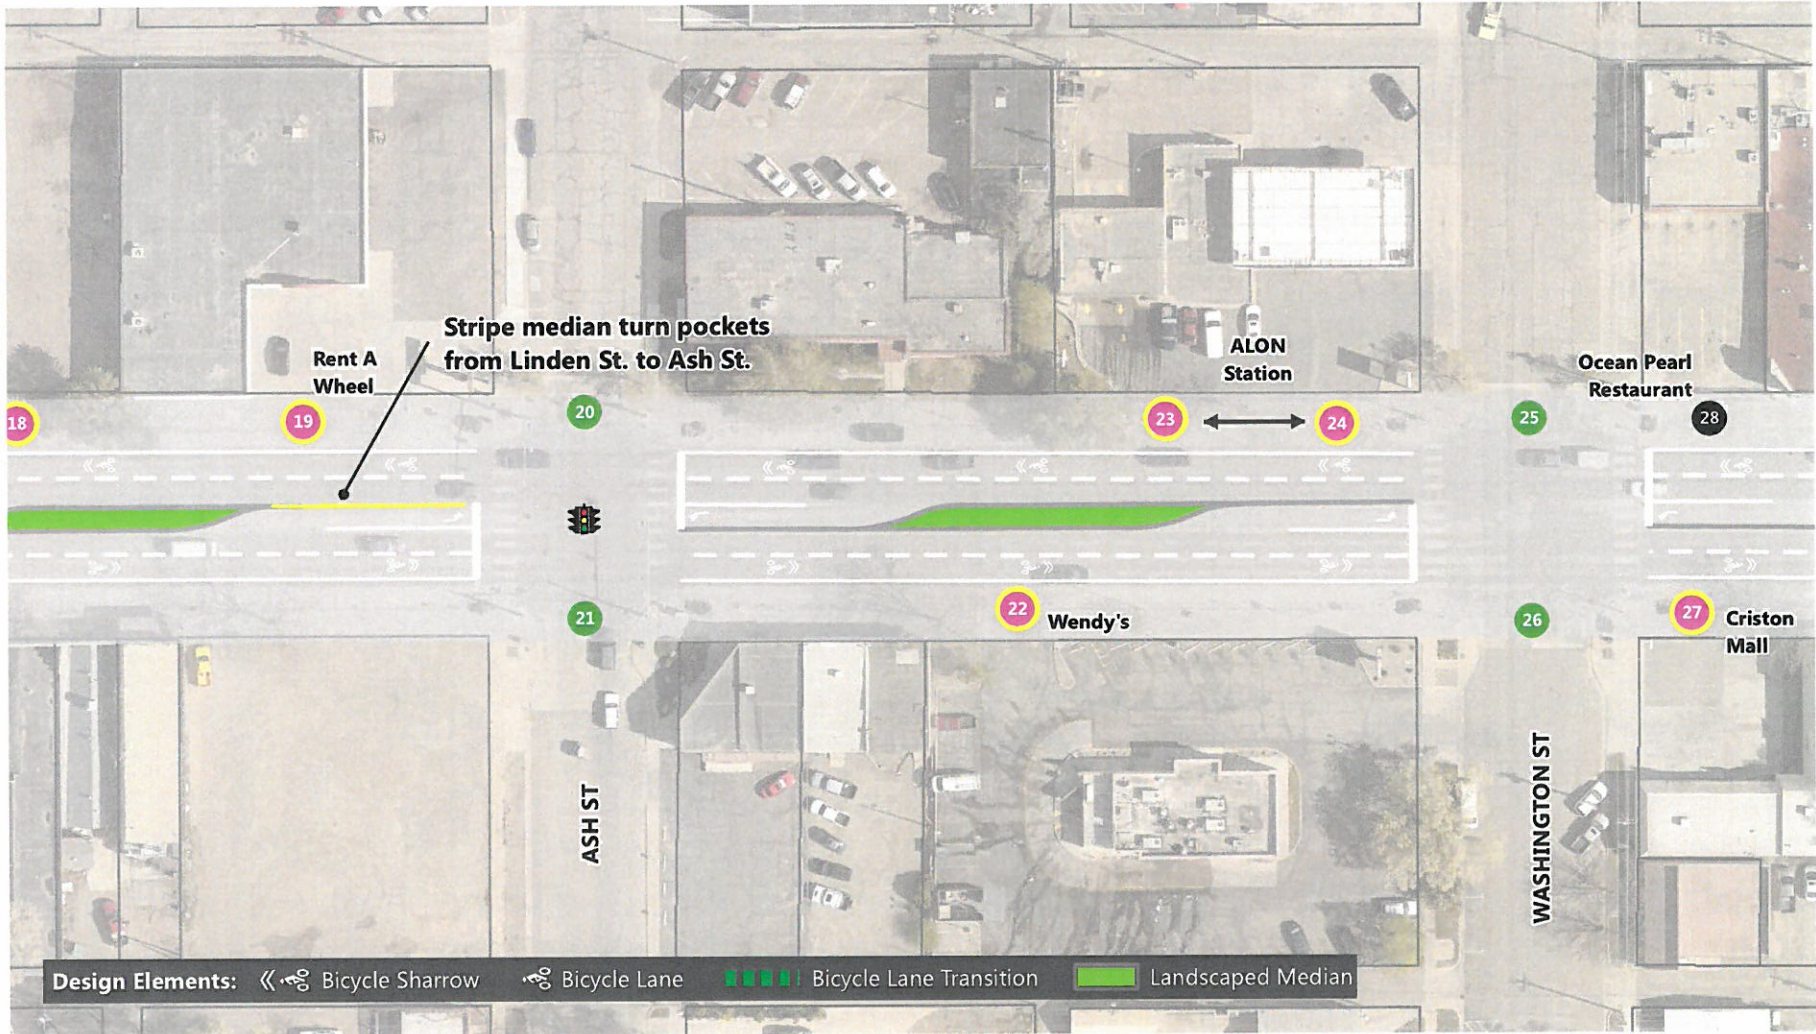 Stripe median turn pockets
from Linden St. to Ash St.
Rent A
Wheel
ALON
Station
Ocean Pearl
Restaurant
18
19
20
23
24
25
28
21
22
Wendy's
26
27
Criston
Mall
ASH ST
WASHINGTON ST
Design Elements: Bicycle Sharrow Bicycle Lane Bicycle Lane Transition Landscaped Median